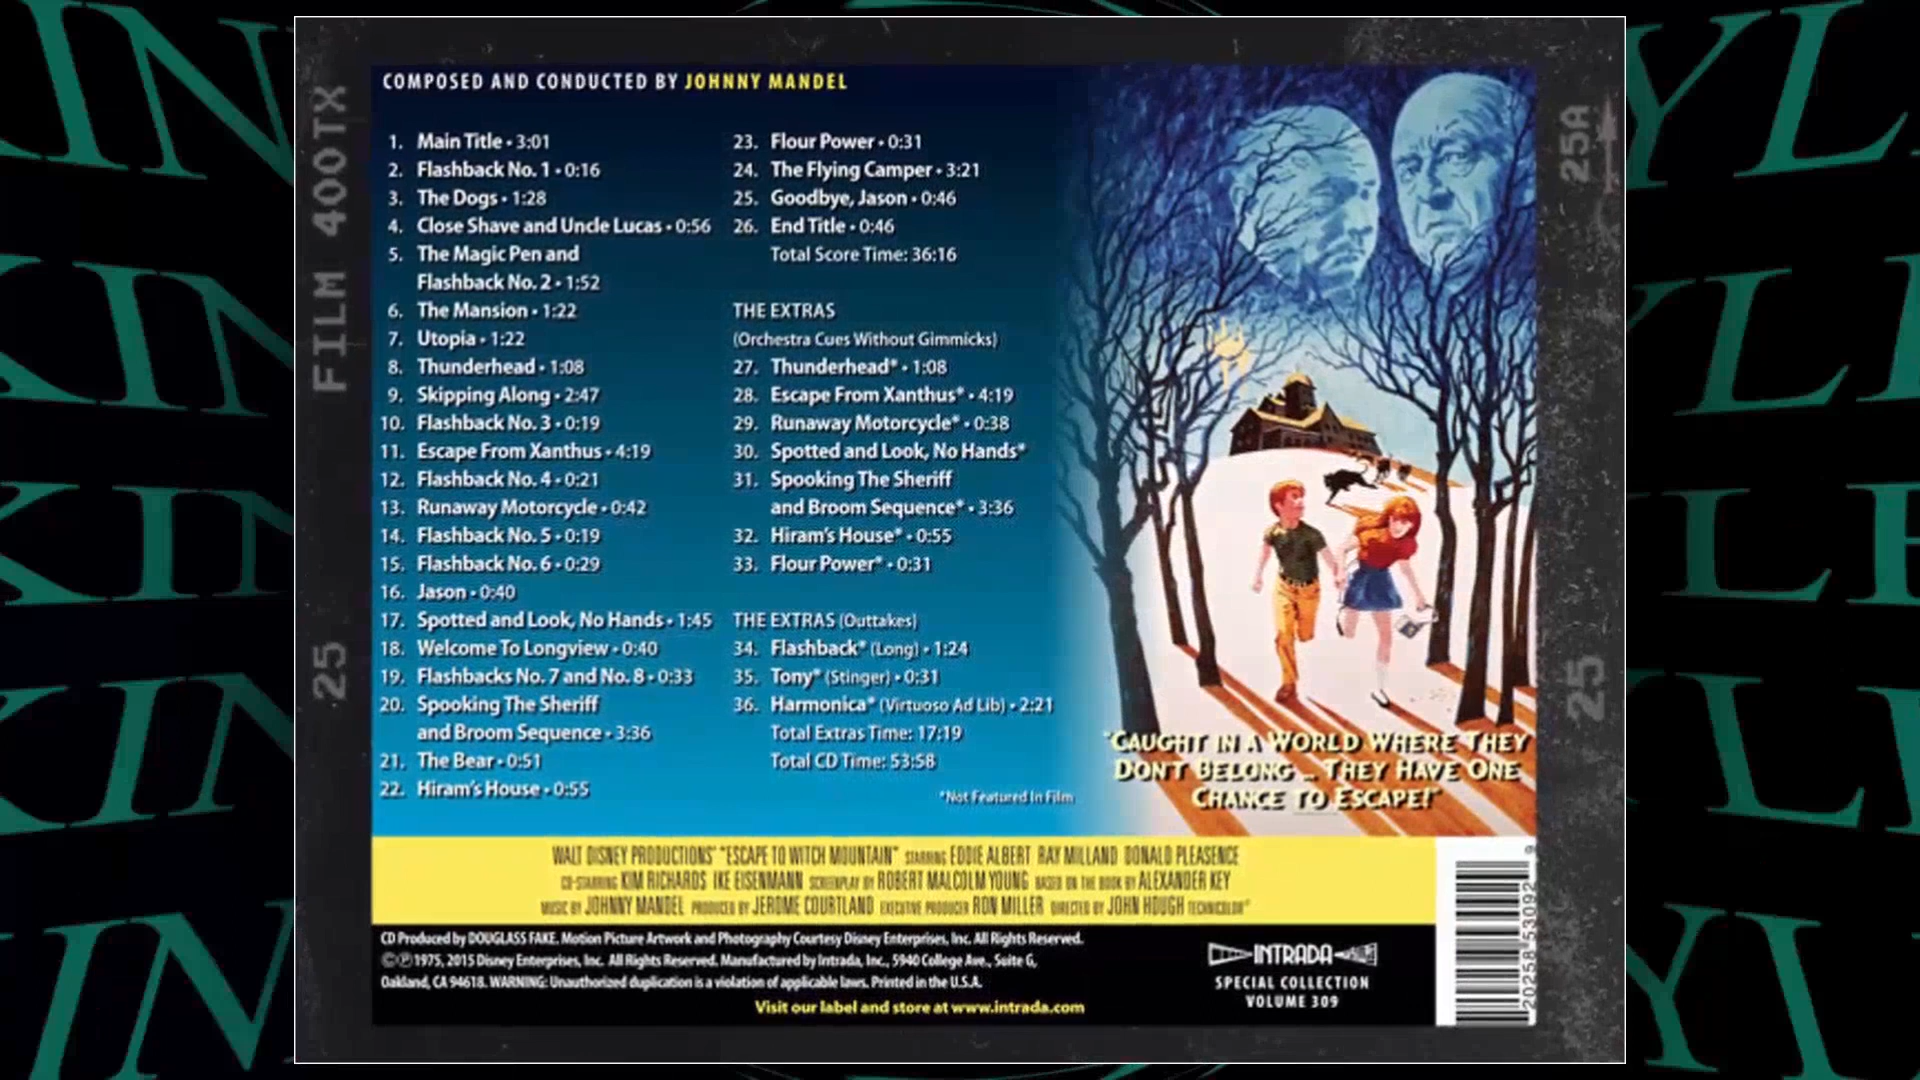 COMPOSED AND CONDUCTED BY JOHNNY MANDEL
1. Main Title • 3:01
2. Flashback No. 1 • 0:16
3. The Dogs • 1:28
4. Close Shave and Uncle Lucas • 0:56
5. The Magic Pen and
Flashback No. 2 • 1:52
6. The Mansion • 1:22
7. Utopia • 1:22
8. Thunderhead • 1:08
9. Skipping Along • 2:47
10. Flashback No. 3 • 0:19
11. Escape From Xanthus • 4:19
12. Flashback No. 4 • 0:21
13. Runaway Motorcycle • 0:42
14. Flashback No. 5 • 0:19
15. Flashback No. 6 • 0:29
16. Jason • 0:40
17. Spotted and Look, No Hands • 1:45
18. Welcome To Longview • 0:40
19. Flashbacks No. 7 and No. 8 • 0:33
20. Spooking The Sheriff
and Broom Sequence • 3:36
21. The Bear • 0:51
22. Hiram's House • 0:55
23. Flour Power • 0:31
24. The Flying Camper • 3:21
25. Goodbye, Jason • 0:46
26. End Title • 0:46
Total Score Time: 36:16
THE EXTRAS
(Orchestra Cues Without Gimmicks)
27. Thunderhead* • 1:08
28. Escape From Xanthus* • 4:19
29. Runaway Motorcycle* • 0:38
30. Spotted and Look, No Hands*
31. Spooking The Sheriff
and Broom Sequence* • 3:36
32. Hiram's House* • 0:55
33. Flour Power* • 0:31
THE EXTRAS (Outtakes)
34. Flashback* (Long) • 1:24
35. Tony* (Stinger) • 0:31
36. Harmonica* (Virtuoso Ad Lib) • 2:21
Total Extras Time: 17:19
Total CD Time: 53:58
*Not Featured In Film
"CAUGHT IN A WORLD WHERE THEY
DON'T BELONG ... THEY HAVE ONE
CHANCE TO ESCAPE!"
WALT DISNEY PRODUCTIONS' "ESCAPE TO WITCH MOUNTAIN" STARRING EDDIE ALBERT RAY MILLAND DONALD PLEASENCE
CO-STARRING KIM RICHARDS IKE EISENMANN SCREENPLAY BY ROBERT MALCOLM YOUNG BASED ON THE BOOK BY ALEXANDER KEY
MUSIC BY JOHNNY MANDEL PRODUCED BY JEROME COURTLAND EXECUTIVE PRODUCER RON MILLER DIRECTED BY JOHN HOUGH TECHNICOLOR®
CD Produced by DOUGLASS FAKE. Motion Picture Artwork and Photography Courtesy Disney Enterprises, Inc. All Rights Reserved.
©℗ 1975, 2015 Disney Enterprises, Inc. All Rights Reserved. Manufactured by Intrada, Inc., 5940 College Ave., Suite G,
Oakland, CA 94618. WARNING: Unauthorized duplication is a violation of applicable laws. Printed in the U.S.A.
Visit our label and store at www.intrada.com
INTRADA
SPECIAL COLLECTION
VOLUME 309
20258 53092 9
FILM 400TX
25
25A
25